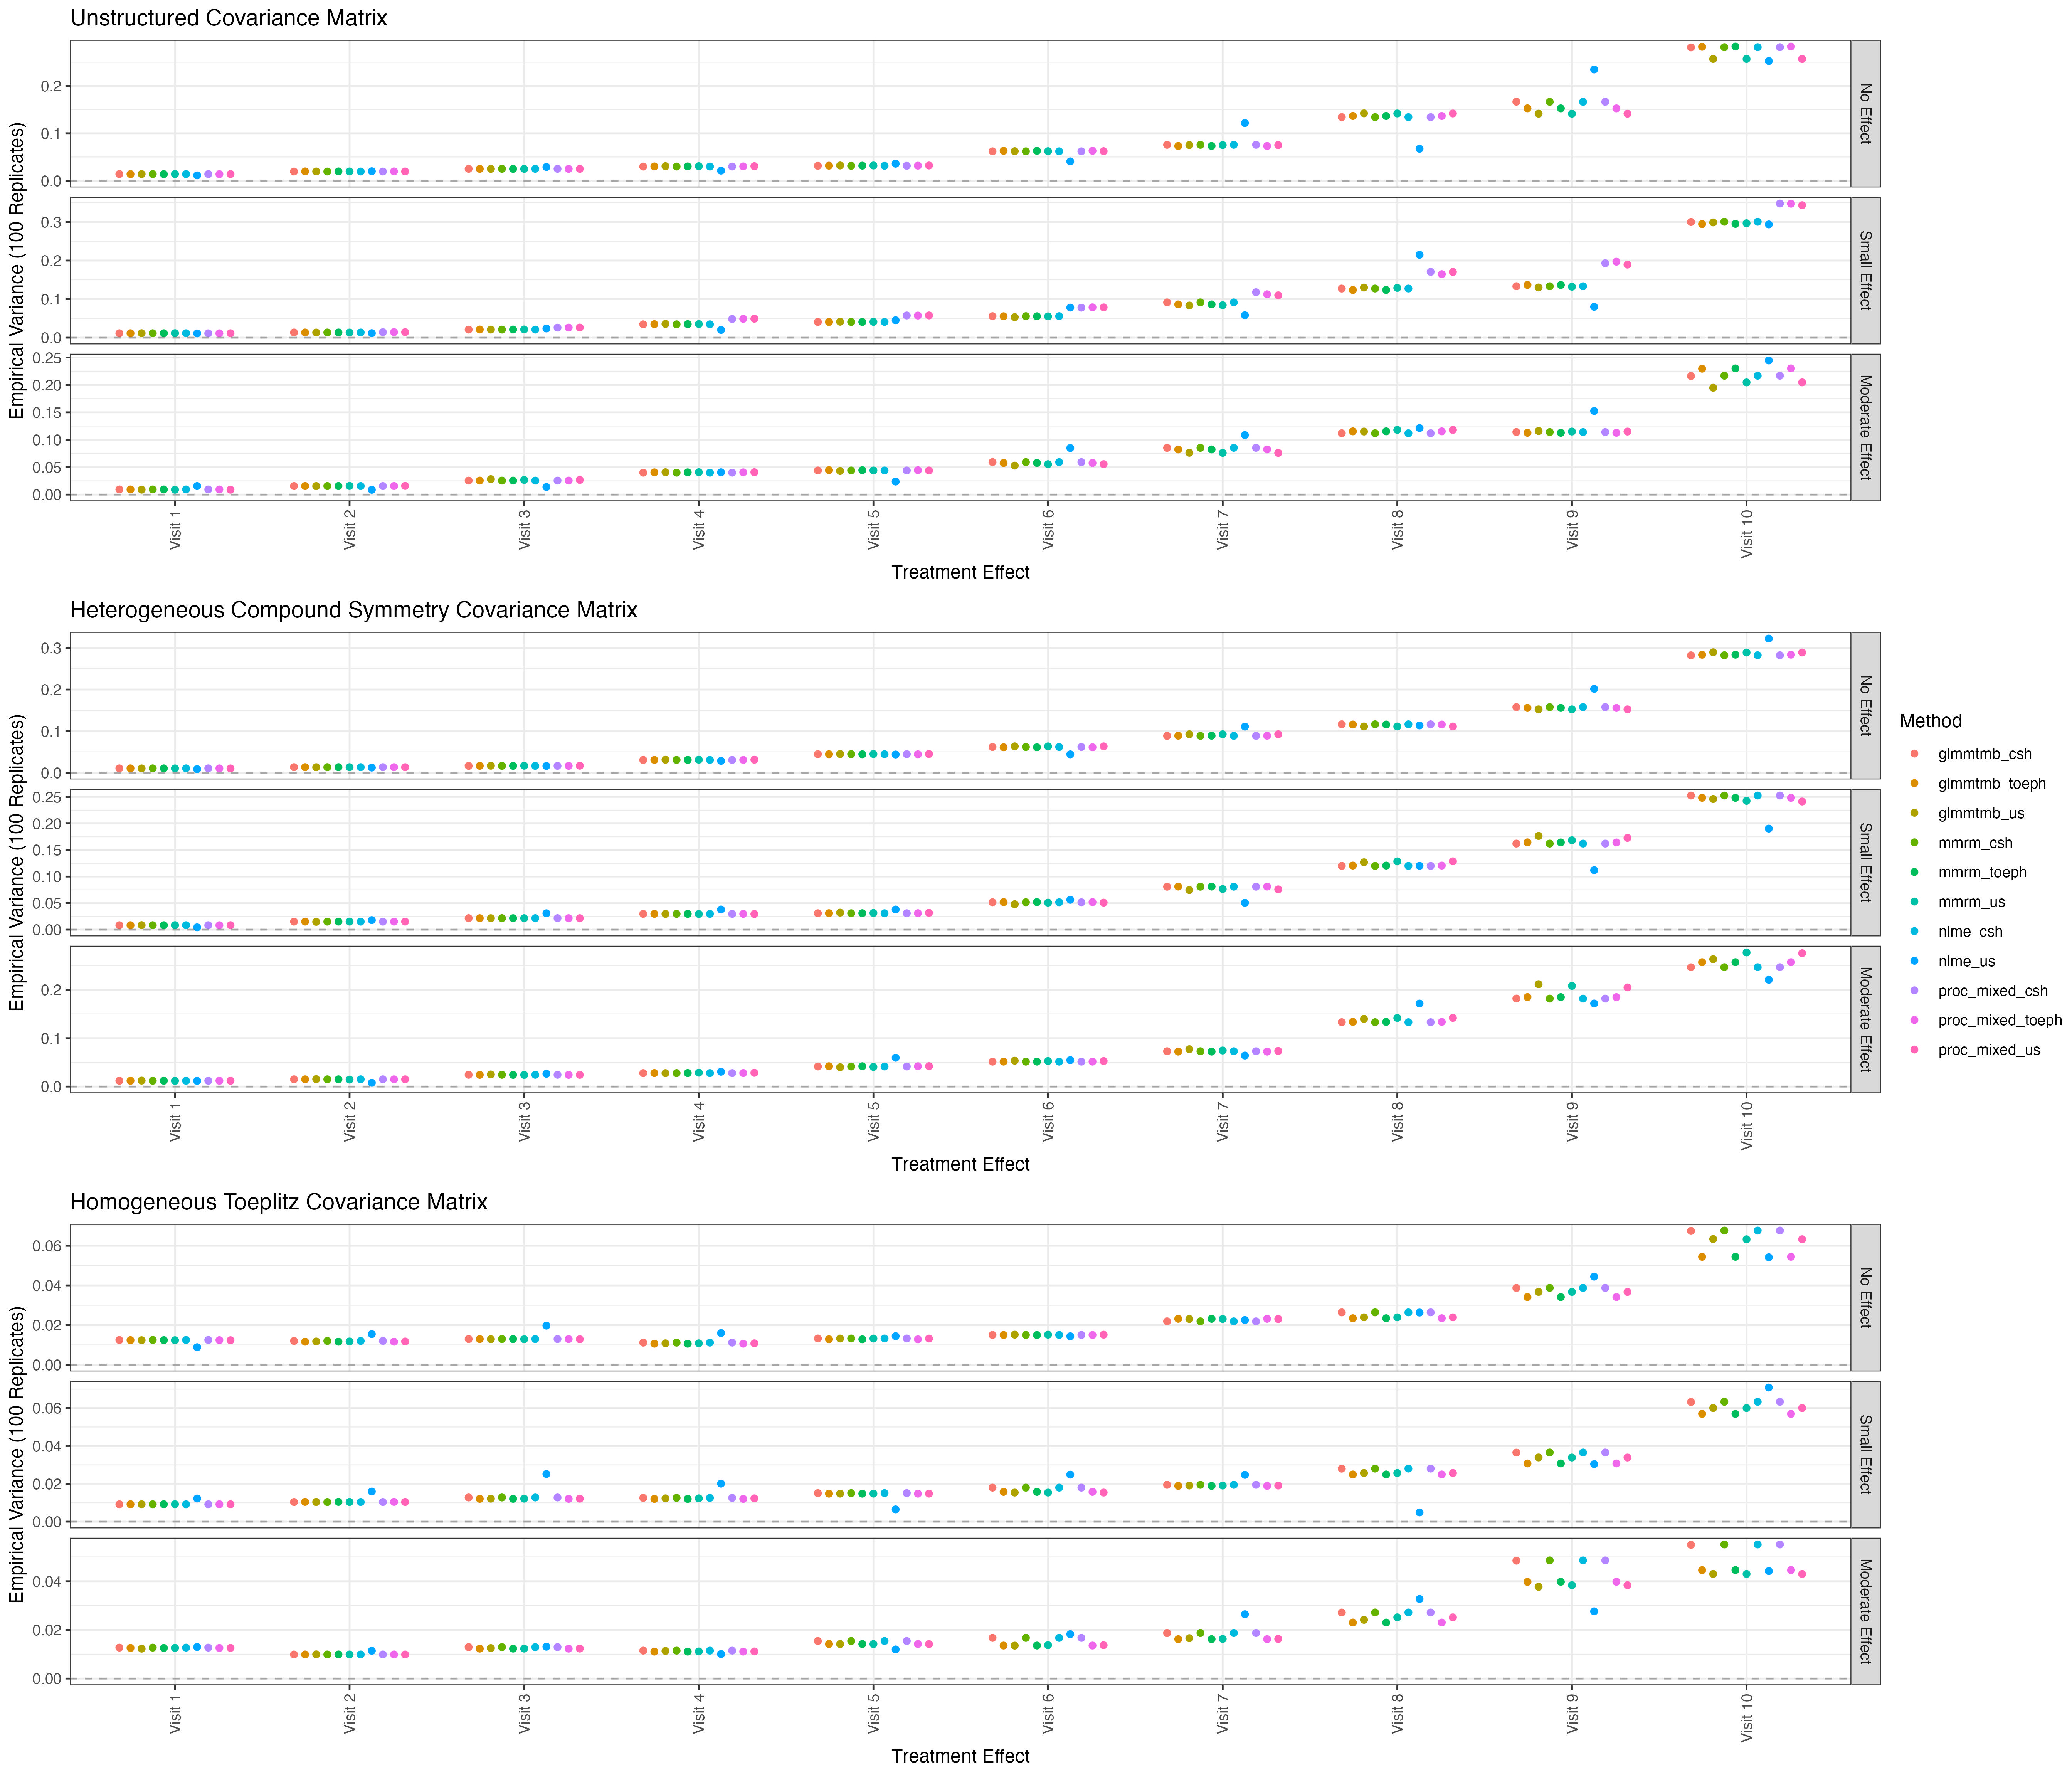 Unstructured Covariance Matrix
Empirical Variance (100 Replicates)
0.2
0.1
0.0
No Effect
0.3
0.2
0.1
0.0
Small Effect
0.25
0.20
0.15
0.10
0.05
0.00
Moderate Effect
Visit 1
Visit 2
Visit 3
Visit 4
Visit 5
Visit 6
Visit 7
Visit 8
Visit 9
Visit 10
Treatment Effect
Heterogeneous Compound Symmetry Covariance Matrix
Empirical Variance (100 Replicates)
0.3
0.2
0.1
0.0
No Effect
0.25
0.20
0.15
0.10
0.05
0.00
Small Effect
0.2
0.1
0.0
Moderate Effect
Visit 1
Visit 2
Visit 3
Visit 4
Visit 5
Visit 6
Visit 7
Visit 8
Visit 9
Visit 10
Treatment Effect
Homogeneous Toeplitz Covariance Matrix
Empirical Variance (100 Replicates)
0.06
0.04
0.02
0.00
No Effect
0.06
0.04
0.02
0.00
Small Effect
0.04
0.02
0.00
Moderate Effect
Visit 1
Visit 2
Visit 3
Visit 4
Visit 5
Visit 6
Visit 7
Visit 8
Visit 9
Visit 10
Treatment Effect
Method
glmmtmb_csh
glmmtmb_toeph
glmmtmb_us
mmrm_csh
mmrm_toeph
mmrm_us
nlme_csh
nlme_us
proc_mixed_csh
proc_mixed_toeph
proc_mixed_us